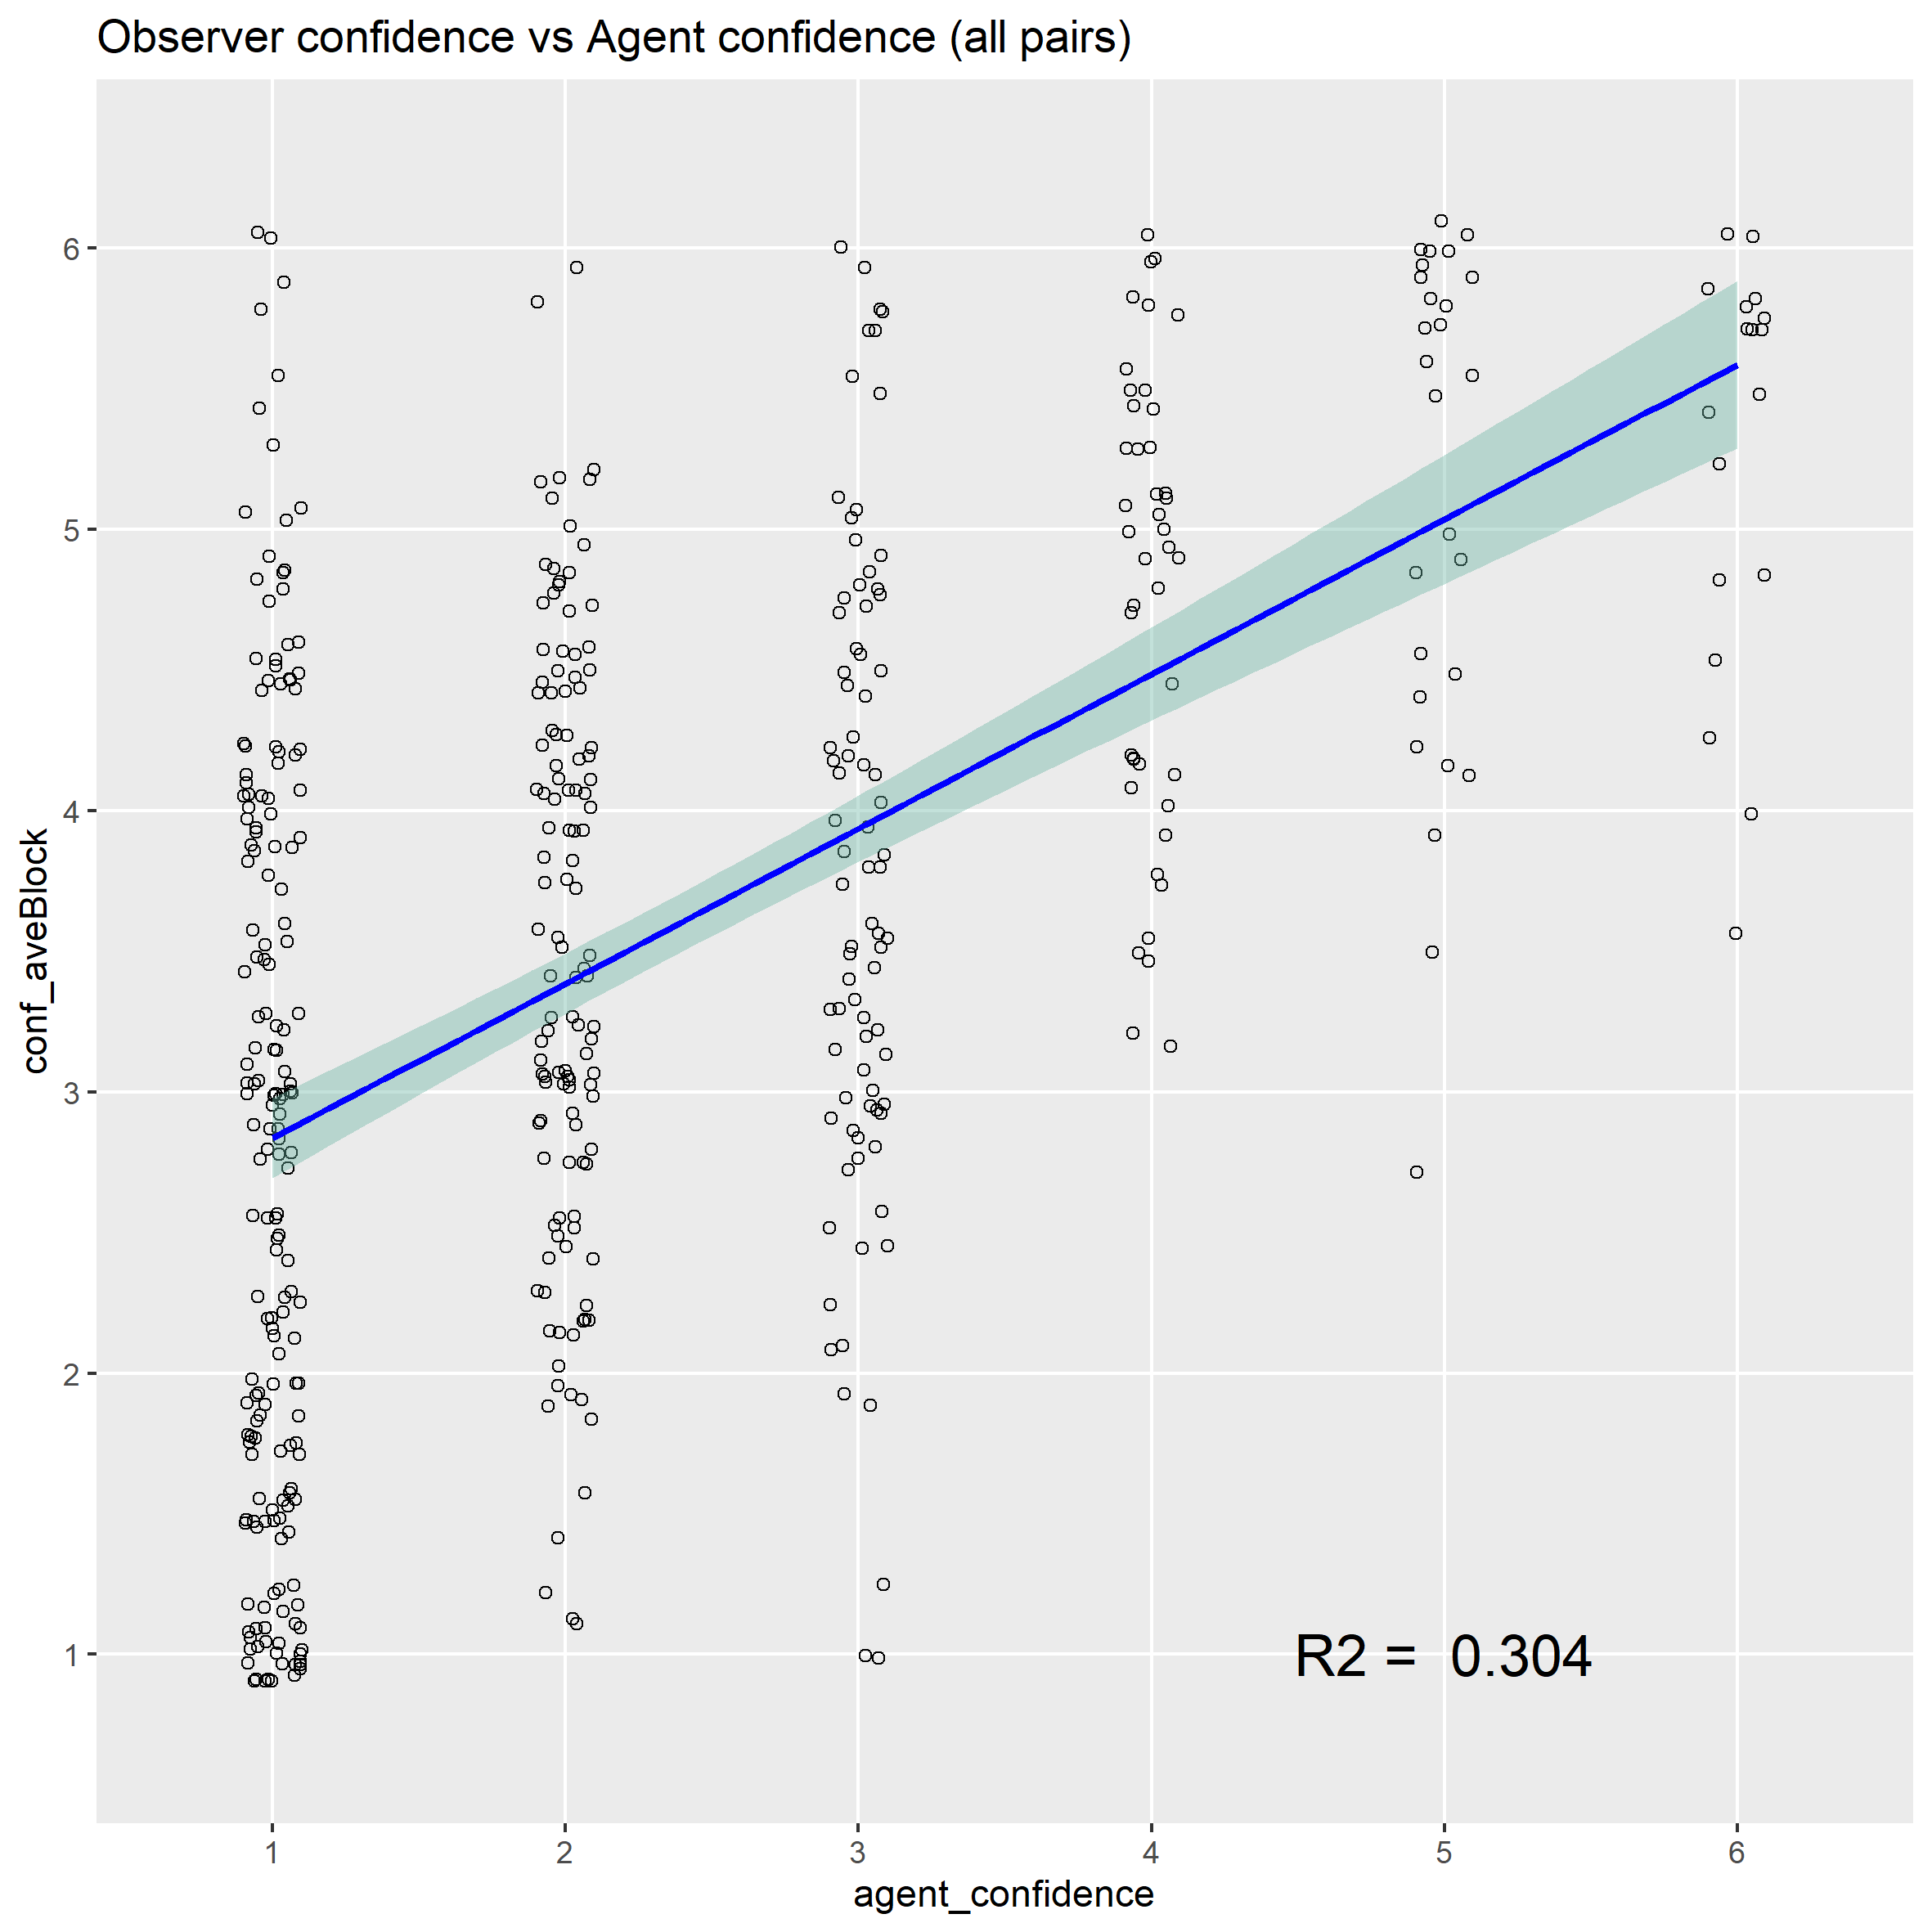 Observer confidence vs Agent confidence (all pairs)
6
5
4
3
2
1
conf_aveBlock
R2 =  0.304
1 2 3 4 5 6
agent_confidence